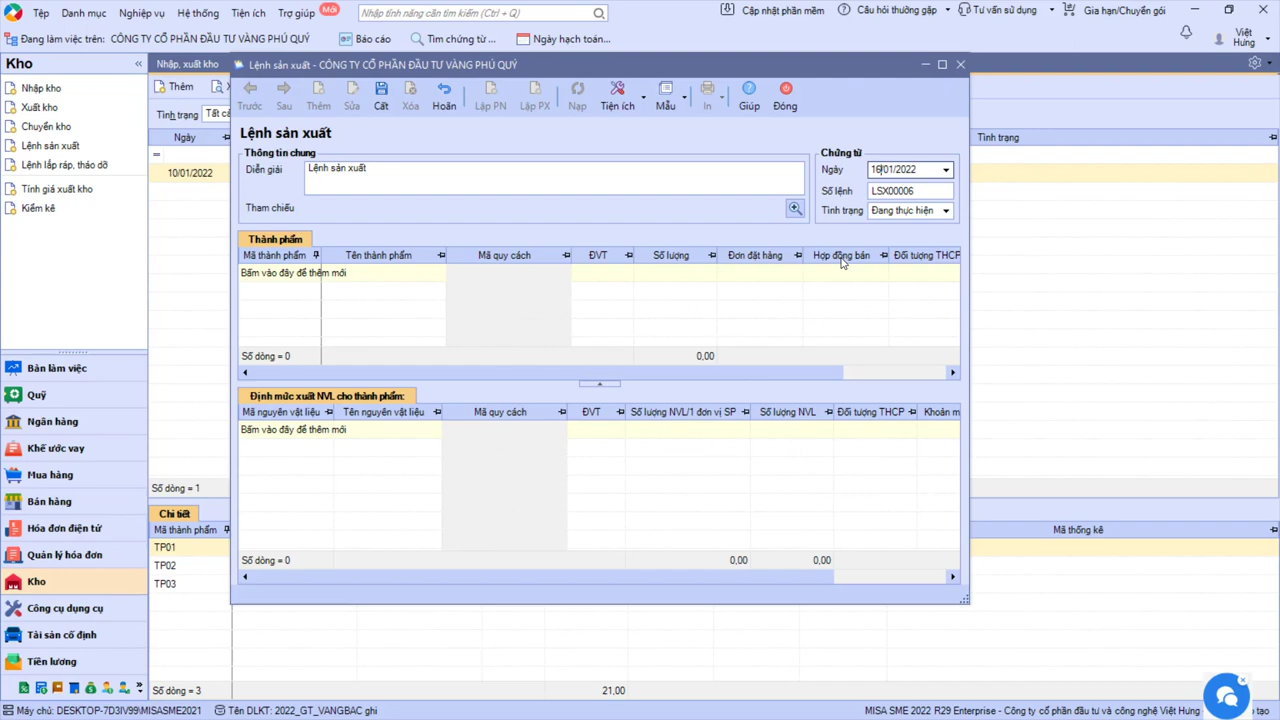 Tệp Danh mục Nghiệp vụ Hệ thống Tiện ích Trợ giúp Mới Nhập tính năng cần tìm kiếm (Ctrl + Q) Cập nhật phần mềm Câu hỏi thường gặp Tư vấn sử dụng Gia hạn/Chuyển gói
Đang làm việc trên: CÔNG TY CỔ PHẦN ĐẦU TƯ VÀNG PHÚ QUÝ Báo cáo Tìm chứng từ ... Ngày hạch toán... Việt Hưng
Kho « Nhập, xuất kho
Lệnh sản xuất - CÔNG TY CỔ PHẦN ĐẦU TƯ VÀNG PHÚ QUÝ
Nhập kho
Xuất kho
Chuyển kho
Lệnh sản xuất
Lệnh lắp ráp, tháo dỡ
Tính giá xuất kho
Kiểm kê
Thêm
Tình trạng Tất cả
Ngày Tình trạng
=
10/01/2022
Trước Sau Thêm Sửa Cất Xóa Hoãn Lập PN Lập PX Nạp Tiện ích Mẫu In Giúp Đóng
Lệnh sản xuất
Thông tin chung Chứng từ
Diễn giải Lệnh sản xuất Ngày 16/01/2022
Số lệnh LSX00006
Tham chiếu Tình trạng Đang thực hiện
Thành phẩm
Mã thành phẩm Tên thành phẩm Mã quy cách ĐVT Số lượng Đơn đặt hàng Hợp đồng bán Đối tượng THCP
Bấm vào đây để thêm mới
Số dòng = 0 0,00
Định mức xuất NVL cho thành phẩm:
Mã nguyên vật liệu Tên nguyên vật liệu Mã quy cách ĐVT Số lượng NVL/1 đơn vị SP Số lượng NVL Đối tượng THCP Khoản m
Bấm vào đây để thêm mới
Số dòng = 0 0,00 0,00
Bàn làm việc
Quỹ
Ngân hàng
Khế ước vay
Mua hàng
Bán hàng
Hóa đơn điện tử
Quản lý hóa đơn
Kho
Công cụ dụng cụ
Tài sản cố định
Tiền lương
Số dòng = 1
Chi tiết
Mã thành phẩm Mã thống kê
TP01
TP02
TP03
Số dòng = 3 21,00
Máy chủ: DESKTOP-7D3IV99\MISASME2021 Tên DLKT: 2022_GT_VANGBAC ghi MISA SME 2022 R29 Enterprise - Công ty cổ phần đầu tư và công nghệ Việt Hưng tạo